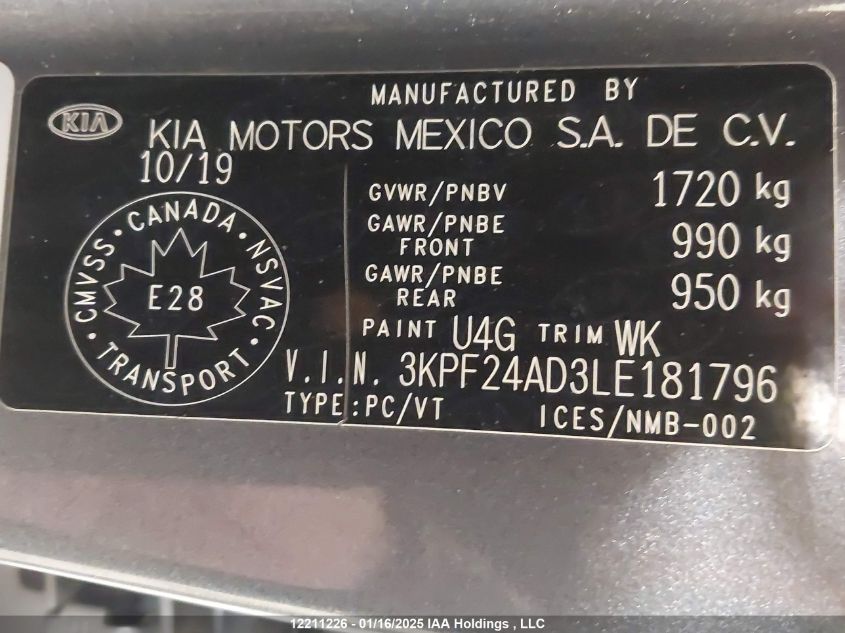 MANUFACTURED BY
KIA
KIA MOTORS MEXICO S.A. DE C.V.
10/19
GVWR/PNBV 1720 kg
GAWR/PNBE
FRONT 990 kg
GAWR/PNBE
REAR 950 kg
CMVSS • CANADA • NSVAC • TRANSPORT •
E28
PAINT U4G TRIM WK
V.I.N. 3KPF24AD3LE181796
TYPE:PC/VT ICES/NMB-002
12211226 - 01/16/2025 IAA Holdings , LLC